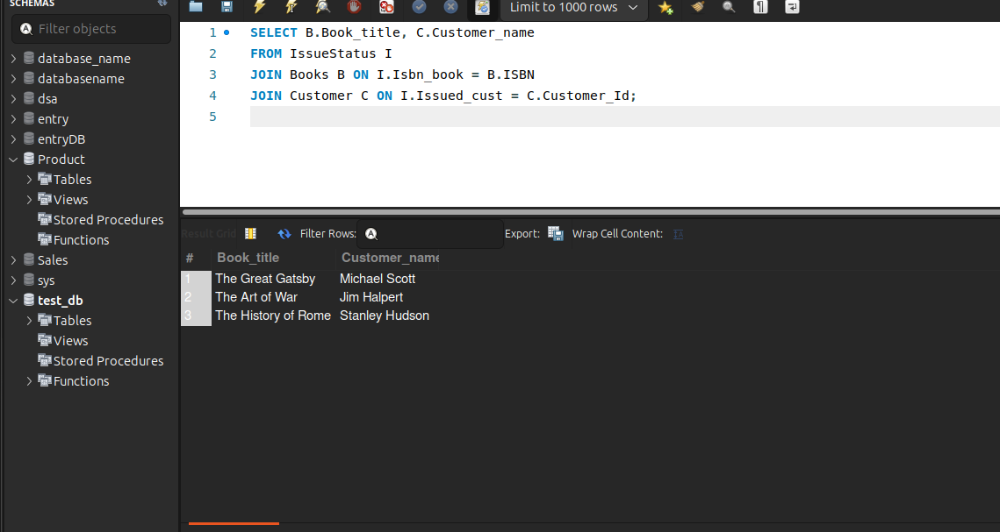 SCHEMAS
Filter objects
database_name
databasename
dsa
entry
entryDB
Product
Tables
Views
Stored Procedures
Functions
Sales
sys
test_db
Tables
Views
Stored Procedures
Functions
Limit to 1000 rows
1 SELECT B.Book_title, C.Customer_name
2 FROM IssueStatus I
3 JOIN Books B ON I.Isbn_book = B.ISBN
4 JOIN Customer C ON I.Issued_cust = C.Customer_Id;
5
Result Grid Filter Rows: Export: Wrap Cell Content:
# Book_title Customer_name
1 The Great Gatsby Michael Scott
2 The Art of War Jim Halpert
3 The History of Rome Stanley Hudson